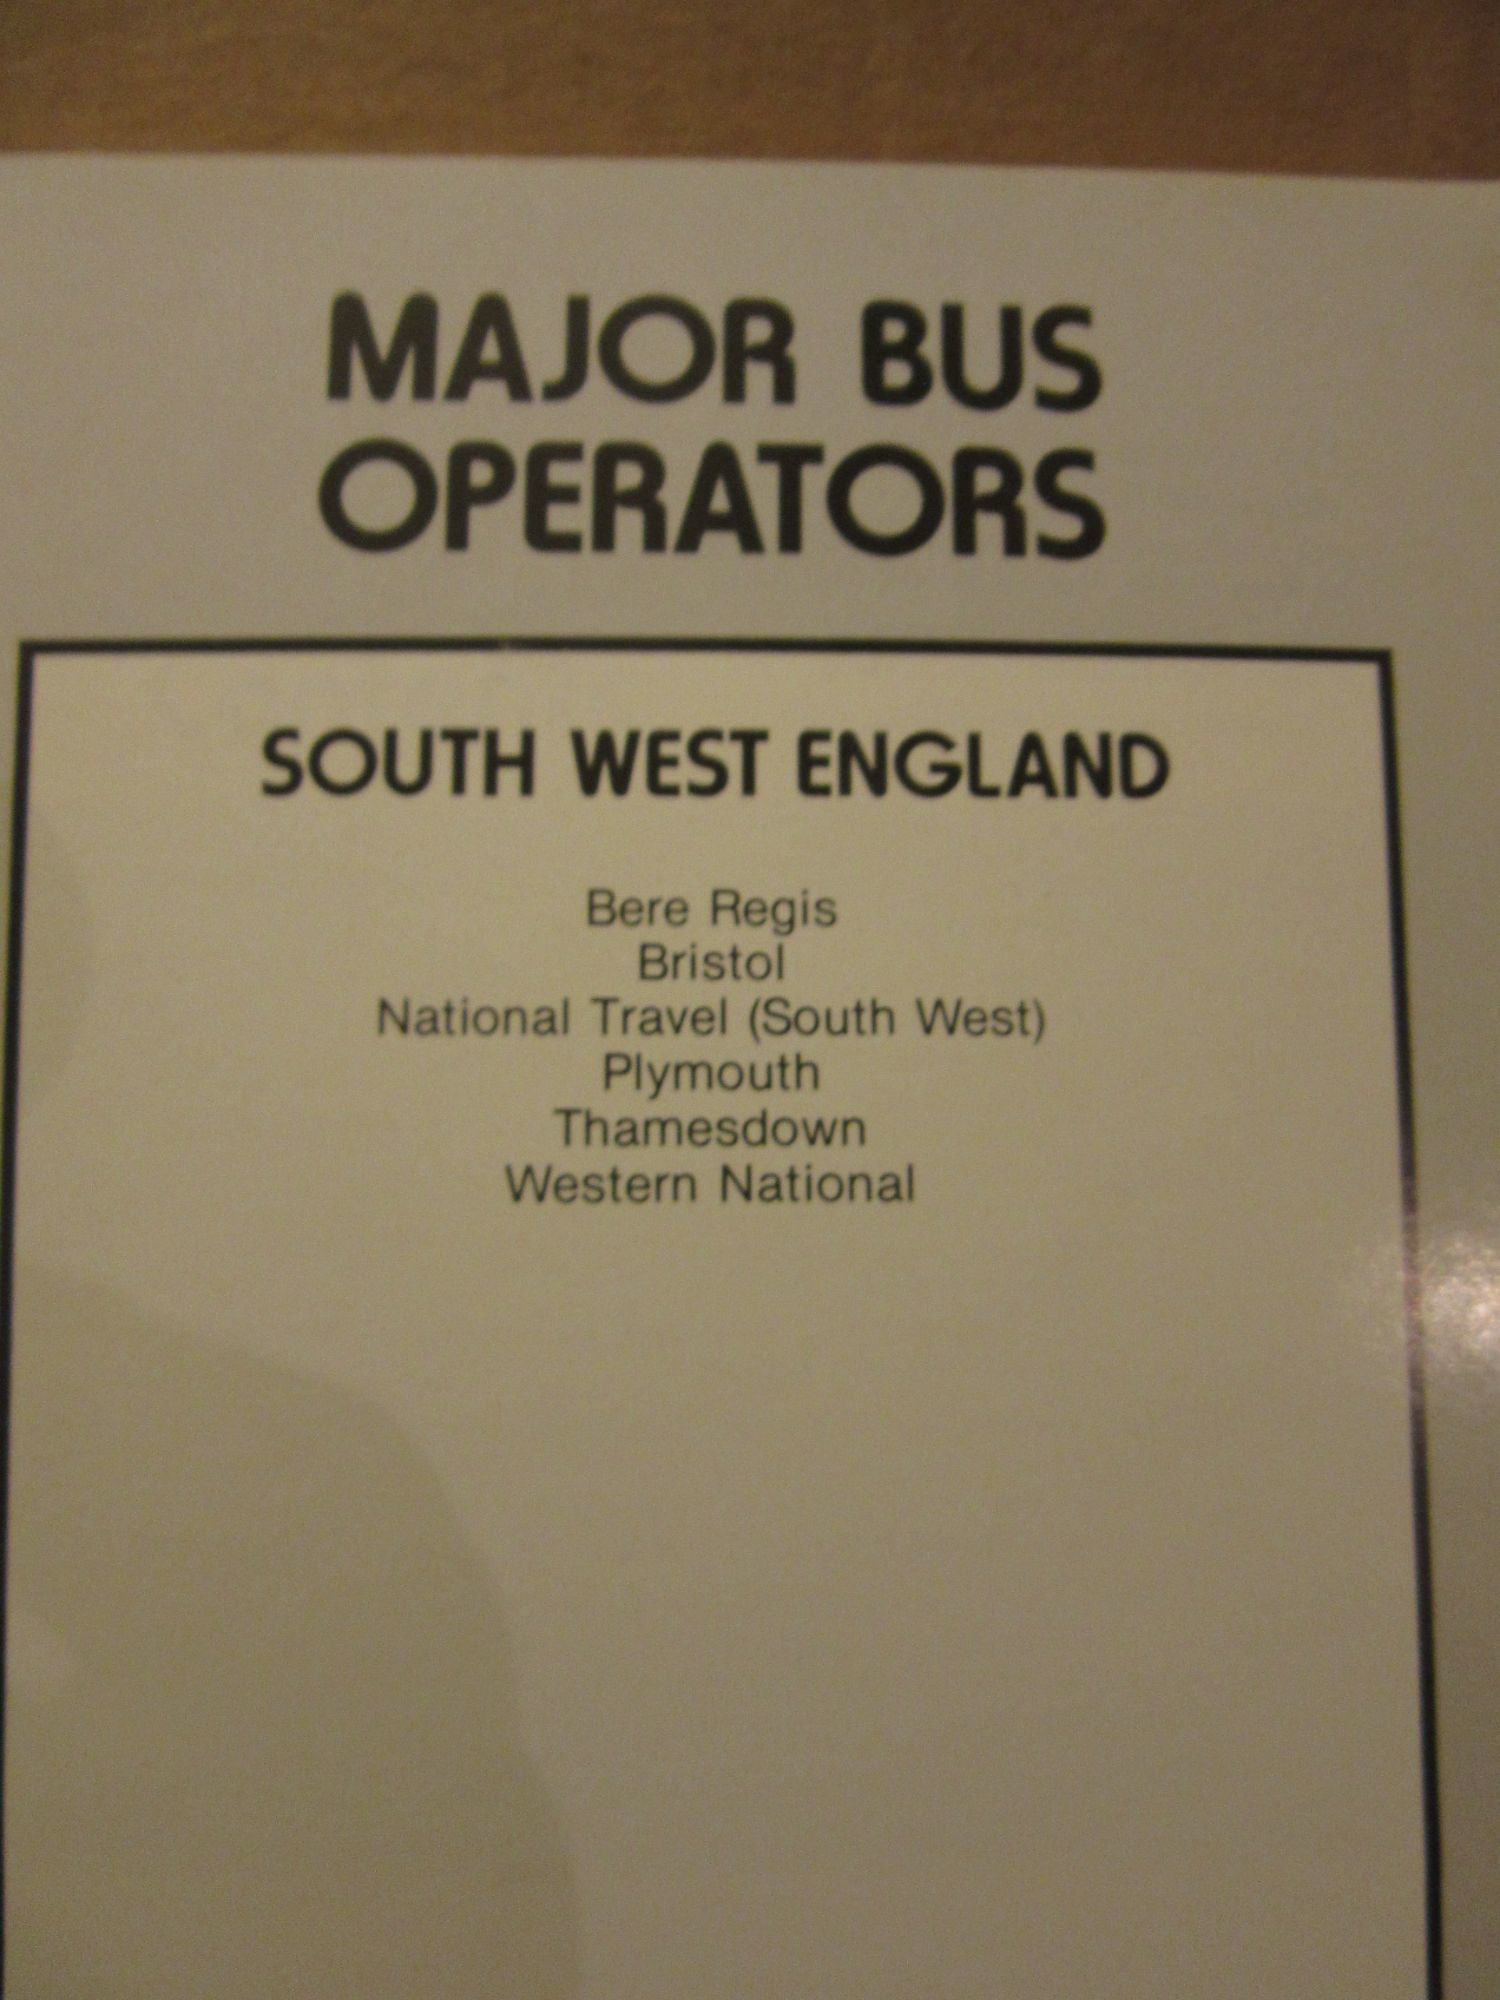 MAJOR BUS
OPERATORS
SOUTH WEST ENGLAND
Bere Regis
Bristol
National Travel (South West)
Plymouth
Thamesdown
Western National